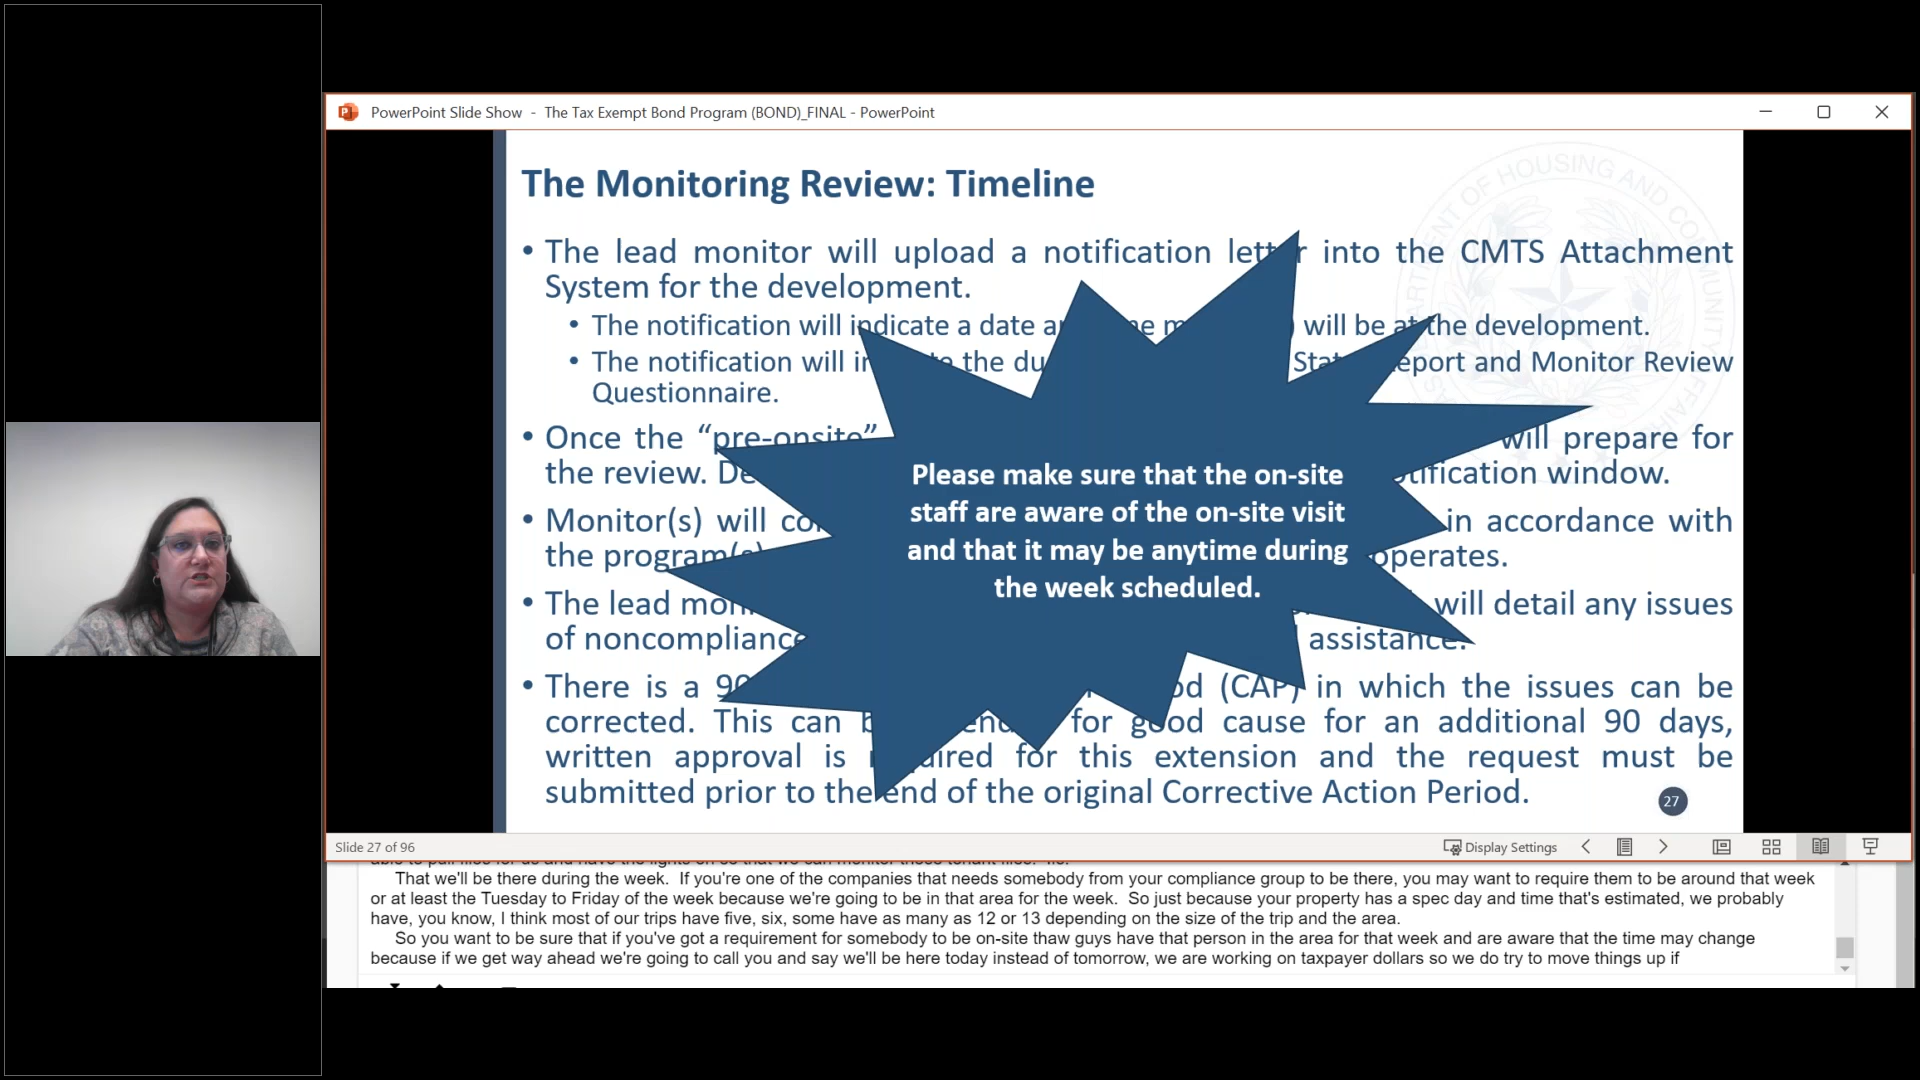 PowerPoint Slide Show - The Tax Exempt Bond Program (BOND)_FINAL - PowerPoint
The Monitoring Review: Timeline
• The lead monitor will upload a notification letter into the CMTS Attachment
System for the development.
• The notification will indicate a date will be at the development.
• The notification will the Report and Monitor Review
Questionnaire.
• Once the “pre-onsite” will prepare for
the review. notification window.
• Monitor(s) will in accordance with
the program(s) operates.
• The lead will detail any issues
of noncompliance assistance.
• There is a (CAP) in which the issues can be
corrected. This can for good cause for an additional 90 days,
written approval is required for this extension and the request must be
submitted prior to the end of the original Corrective Action Period.
Please make sure that the on-site
staff are aware of the on-site visit
and that it may be anytime during
the week scheduled.
DEPARTMENT OF HOUSING AND COMMUNITY AFFAIRS
27
Slide 27 of 96
Display Settings
That we'll be there during the week. If you're one of the companies that needs somebody from your compliance group to be there, you may want to require them to be around that week
or at least the Tuesday to Friday of the week because we're going to be in that area for the week. So just because your property has a spec day and time that's estimated, we probably
have, you know, I think most of our trips have five, six, some have as many as 12 or 13 depending on the size of the trip and the area.
So you want to be sure that if you've got a requirement for somebody to be on-site thaw guys have that person in the area for that week and are aware that the time may change
because if we get way ahead we're going to call you and say we'll be here today instead of tomorrow, we are working on taxpayer dollars so we do try to move things up if